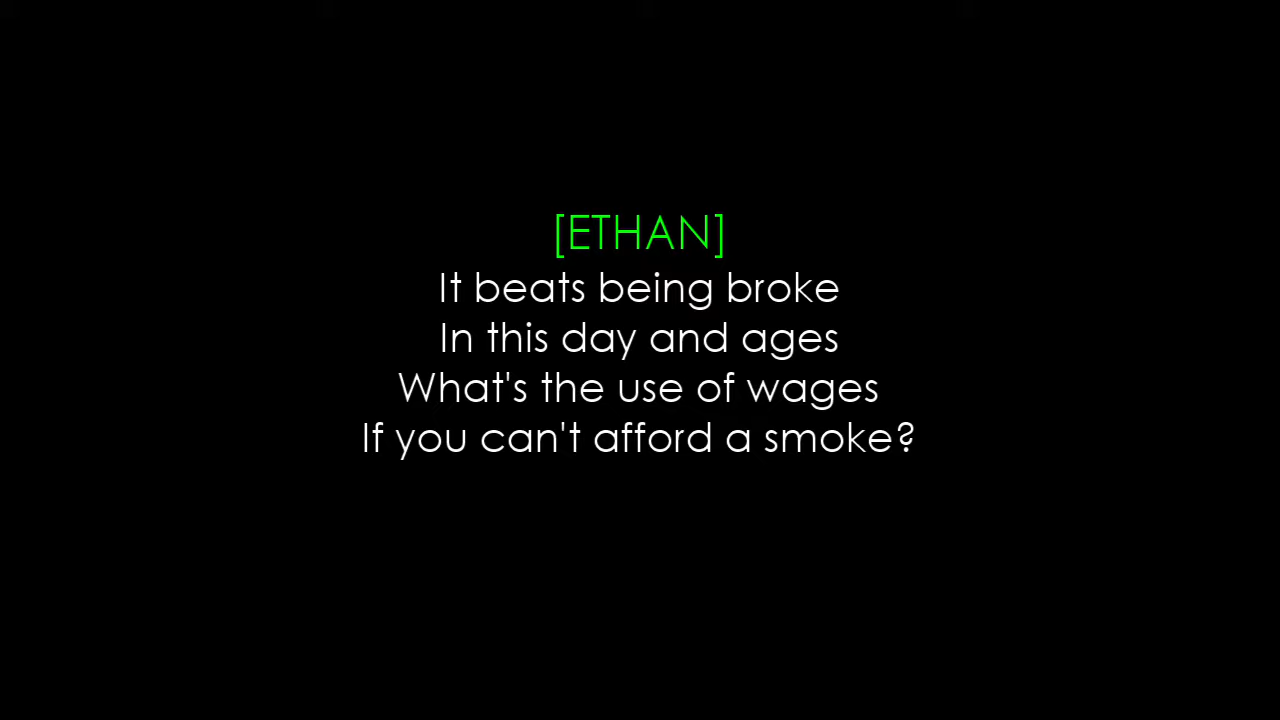 [ETHAN]
It beats being broke
In this day and ages
What's the use of wages
If you can't afford a smoke?